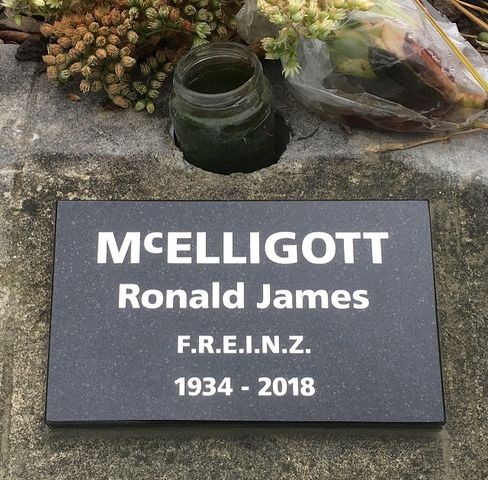 McELLIGOTT
Ronald James
F.R.E.I.N.Z.
1934 - 2018